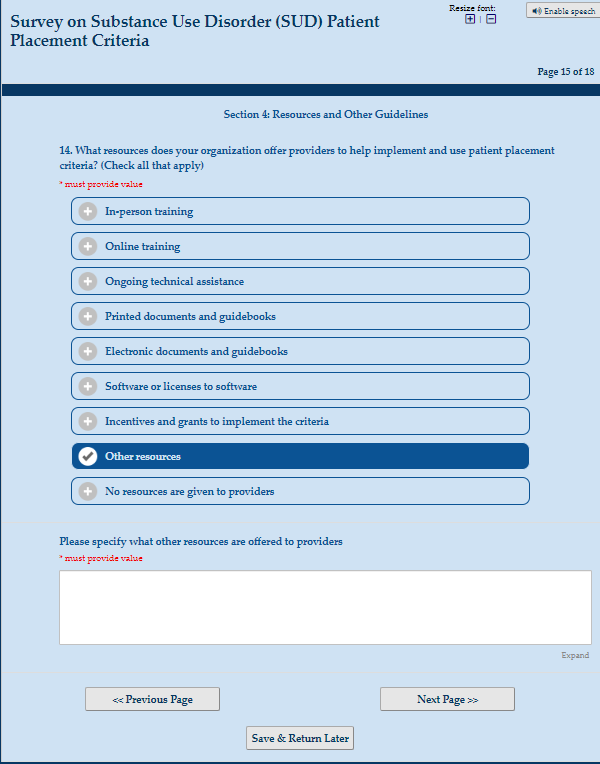 Survey on Substance Use Disorder (SUD) Patient
Placement Criteria
Resize font:
Enable speech
Page 15 of 18
Section 4: Resources and Other Guidelines
14. What resources does your organization offer providers to help implement and use patient placement
criteria? (Check all that apply)
* must provide value
In-person training
Online training
Ongoing technical assistance
Printed documents and guidebooks
Electronic documents and guidebooks
Software or licenses to software
Incentives and grants to implement the criteria
Other resources
No resources are given to providers
Please specify what other resources are offered to providers
* must provide value
Expand
<< Previous Page
Next Page >>
Save & Return Later